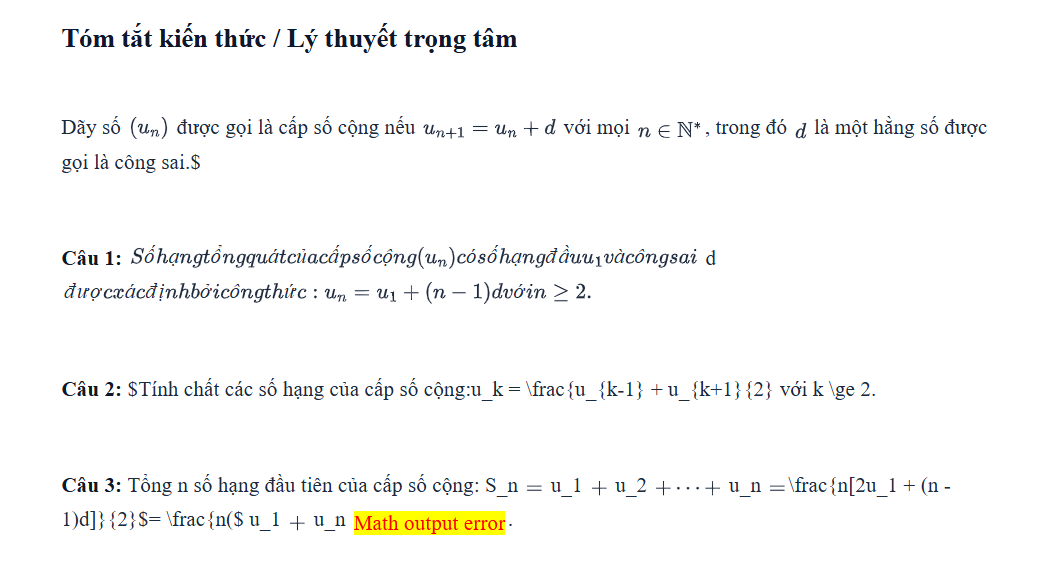 Tóm tắt kiến thức / Lý thuyết trọng tâm
Dãy số (uₙ) được gọi là cấp số cộng nếu uₙ₊₁ = uₙ + d với mọi n ∈ ℕ*, trong đó d là một hằng số được
gọi là công sai.$
Câu 1: Sốhạngtổngquátcủacấpsốcộng(uₙ)cósốhạngđầuu₁vàcôngsai d
đượcxácđịnhbởicôngthức : uₙ = u₁ + (n − 1)dvớin ≥ 2.
Câu 2: $Tính chất các số hạng của cấp số cộng:u_k = \frac{u_{k-1} + u_{k+1}{2} với k \ge 2.
Câu 3: Tổng n số hạng đầu tiên của cấp số cộng: S_n = u_1 + u_2 + ⋯ + u_n =\frac{n[2u_1 + (n -
1)d]}{2}$= \frac{n($ u_1 + u_n Math output error.